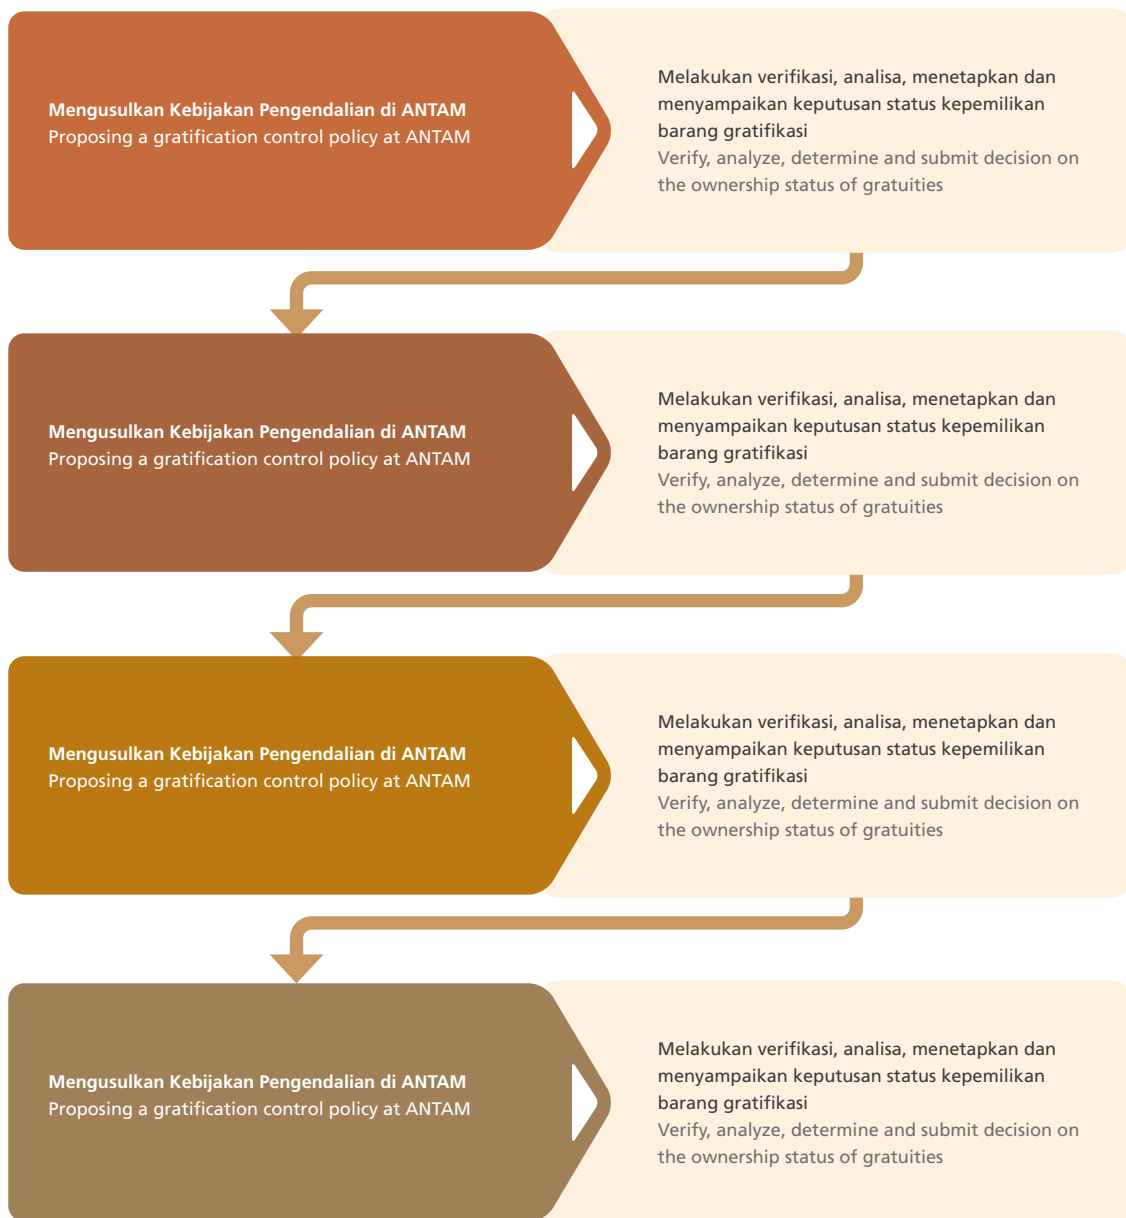 Mengusulkan Kebijakan Pengendalian di ANTAM
Proposing a gratification control policy at ANTAM
Melakukan verifikasi, analisa, menetapkan dan
menyampaikan keputusan status kepemilikan
barang gratifikasi
Verify, analyze, determine and submit decision on
the ownership status of gratuities
Mengusulkan Kebijakan Pengendalian di ANTAM
Proposing a gratification control policy at ANTAM
Melakukan verifikasi, analisa, menetapkan dan
menyampaikan keputusan status kepemilikan
barang gratifikasi
Verify, analyze, determine and submit decision on
the ownership status of gratuities
Mengusulkan Kebijakan Pengendalian di ANTAM
Proposing a gratification control policy at ANTAM
Melakukan verifikasi, analisa, menetapkan dan
menyampaikan keputusan status kepemilikan
barang gratifikasi
Verify, analyze, determine and submit decision on
the ownership status of gratuities
Mengusulkan Kebijakan Pengendalian di ANTAM
Proposing a gratification control policy at ANTAM
Melakukan verifikasi, analisa, menetapkan dan
menyampaikan keputusan status kepemilikan
barang gratifikasi
Verify, analyze, determine and submit decision on
the ownership status of gratuities